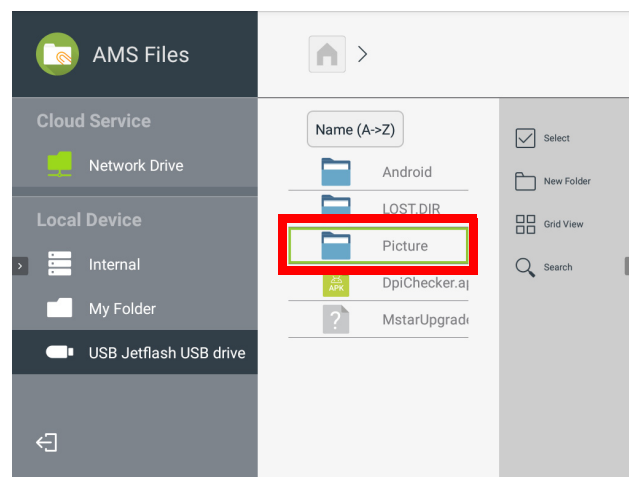 AMS Files
>
Cloud Service
Network Drive
Local Device
Internal
My Folder
USB Jetflash USB drive
Name (A->Z)
Android
LOST.DIR
Picture
APK
DpiChecker.ap
?
MstarUpgrade
Select
New Folder
Grid View
Search